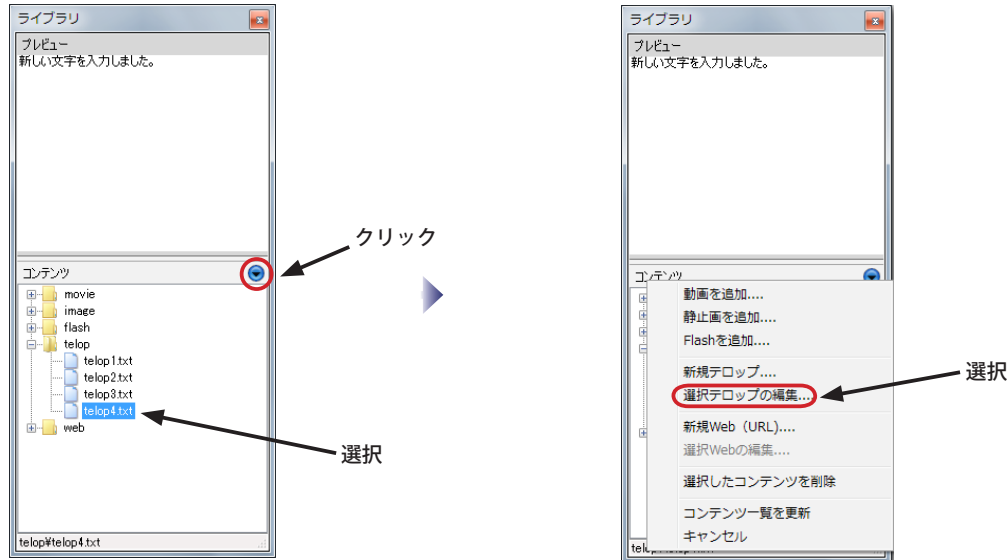 ライブラリ
プレビュー
新しい文字を入力しました。
クリック
コンテンツ
movie
image
flash
telop
telop1.txt
telop2.txt
telop3.txt
telop4.txt
web
選択
telop¥telop4.txt
ライブラリ
プレビュー
新しい文字を入力しました。
コンテンツ
動画を追加....
静止画を追加....
Flashを追加....
新規テロップ....
選択テロップの編集...
選択
新規Web（URL)....
選択Webの編集....
選択したコンテンツを削除
コンテンツ一覧を更新
キャンセル